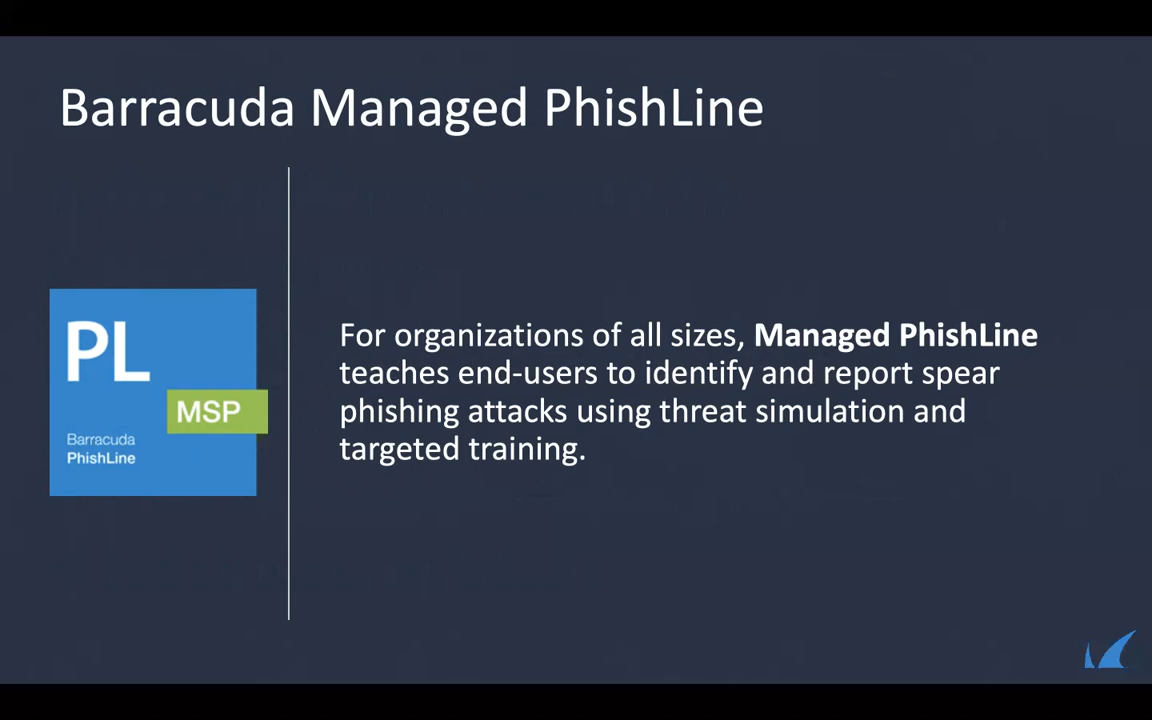 Barracuda Managed PhishLine
PL
MSP
Barracuda
PhishLine
For organizations of all sizes, Managed PhishLine
teaches end-users to identify and report spear
phishing attacks using threat simulation and
targeted training.